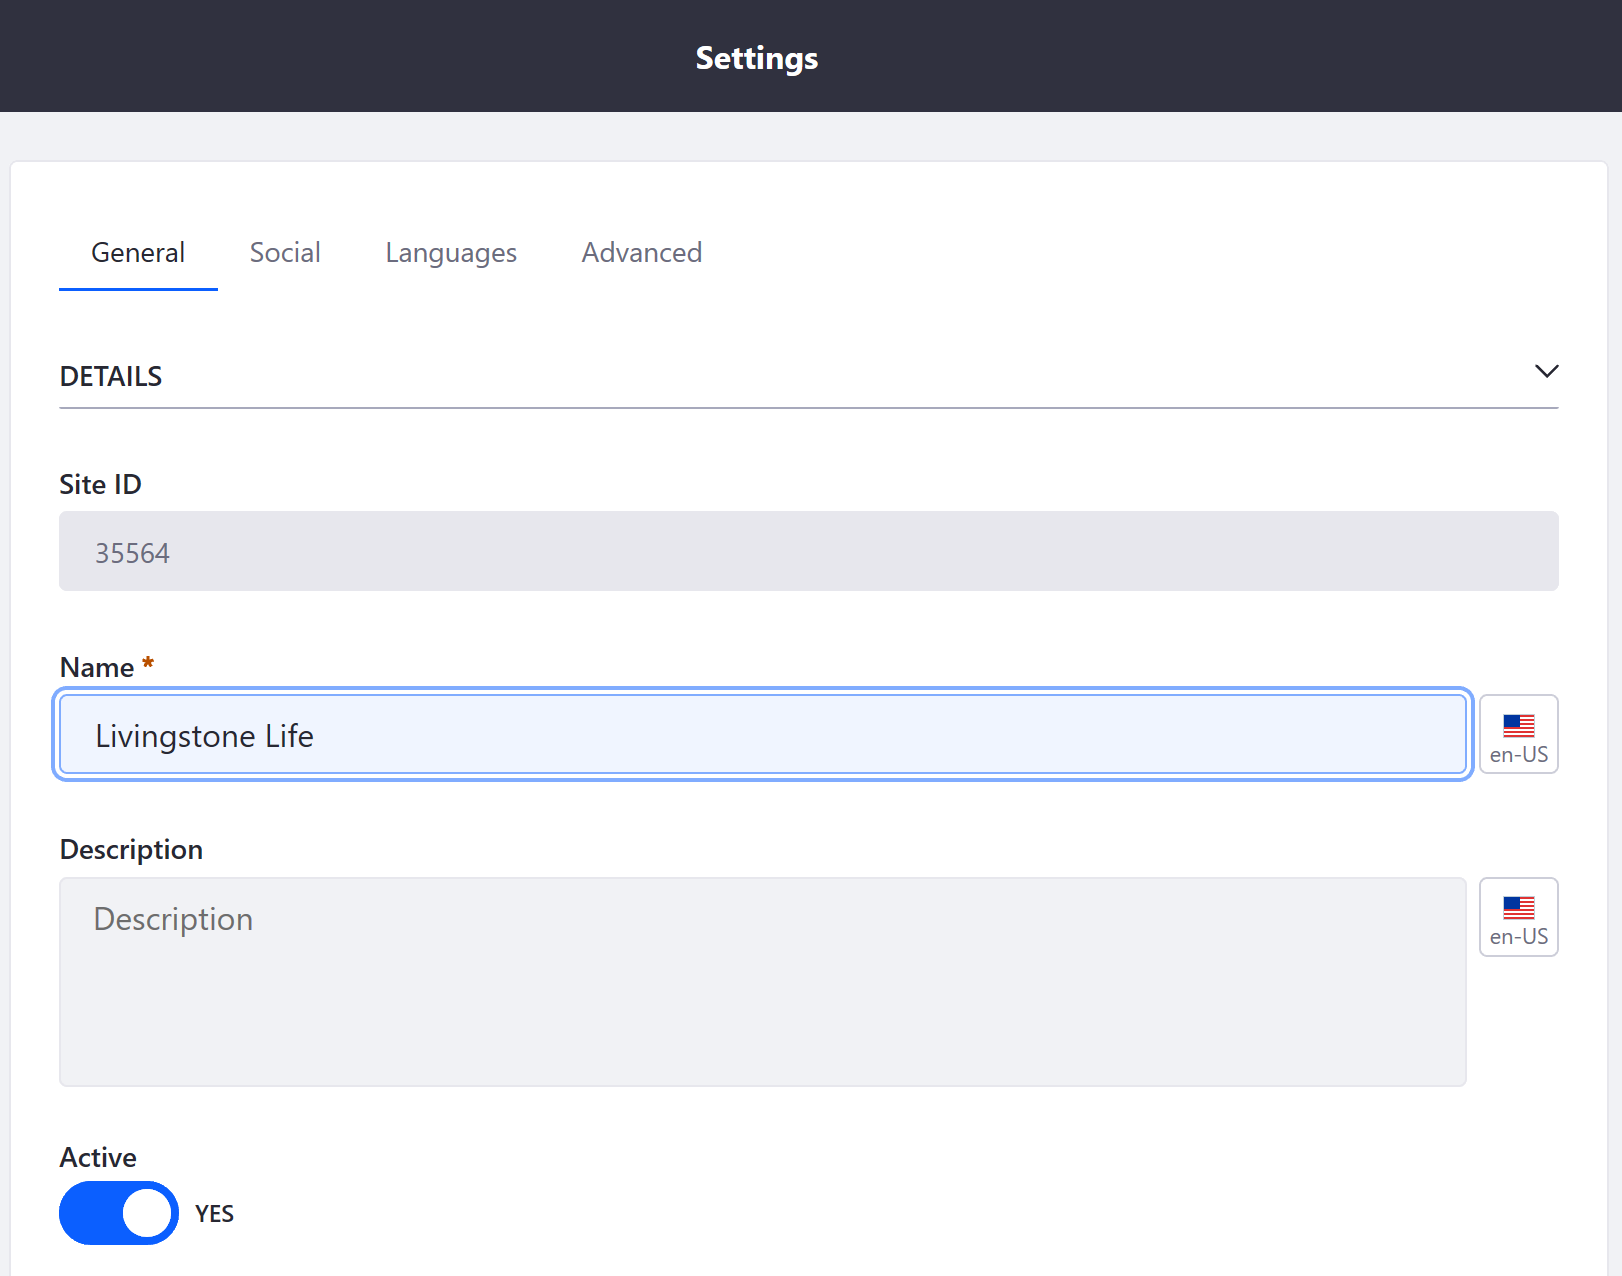 Settings
General Social Languages Advanced
DETAILS
Site ID
35564
Name *
Livingstone Life
en-US
Description
Description
en-US
Active
YES